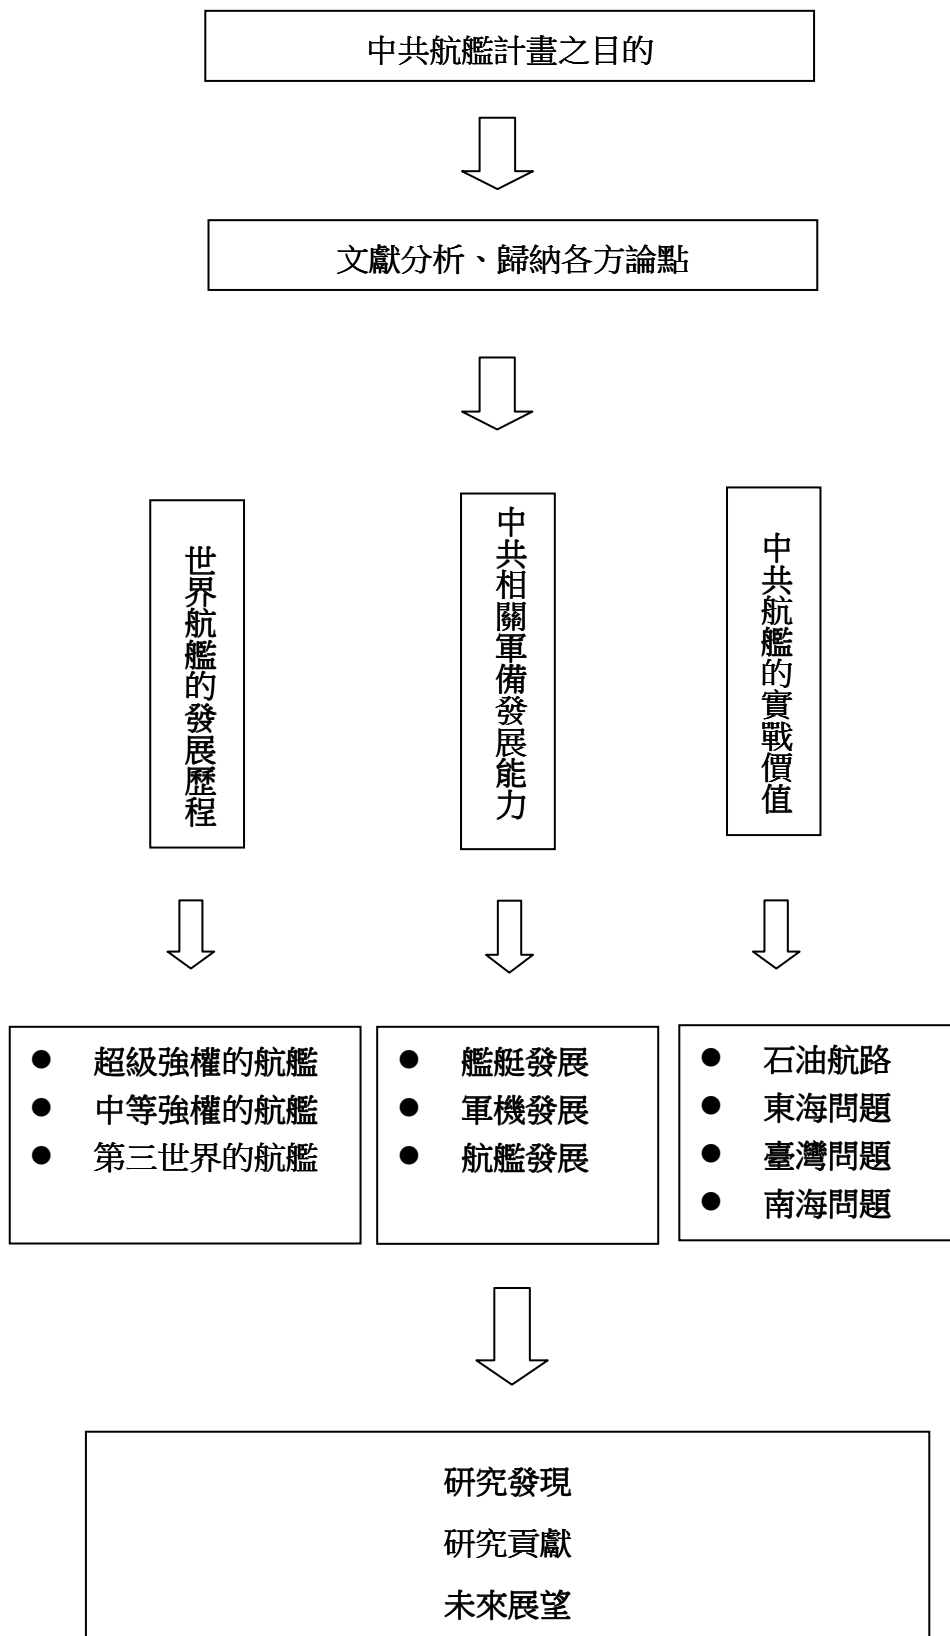 中共航艦計畫之目的
文獻分析、歸納各方論點
世界航艦的發展歷程
中共相關軍備發展能力
中共航艦的實戰價值
● 超級強權的航艦
● 中等強權的航艦
● 第三世界的航艦
● 艦艇發展
● 軍機發展
● 航艦發展
● 石油航路
● 東海問題
● 臺灣問題
● 南海問題
研究發現
研究貢獻
未來展望